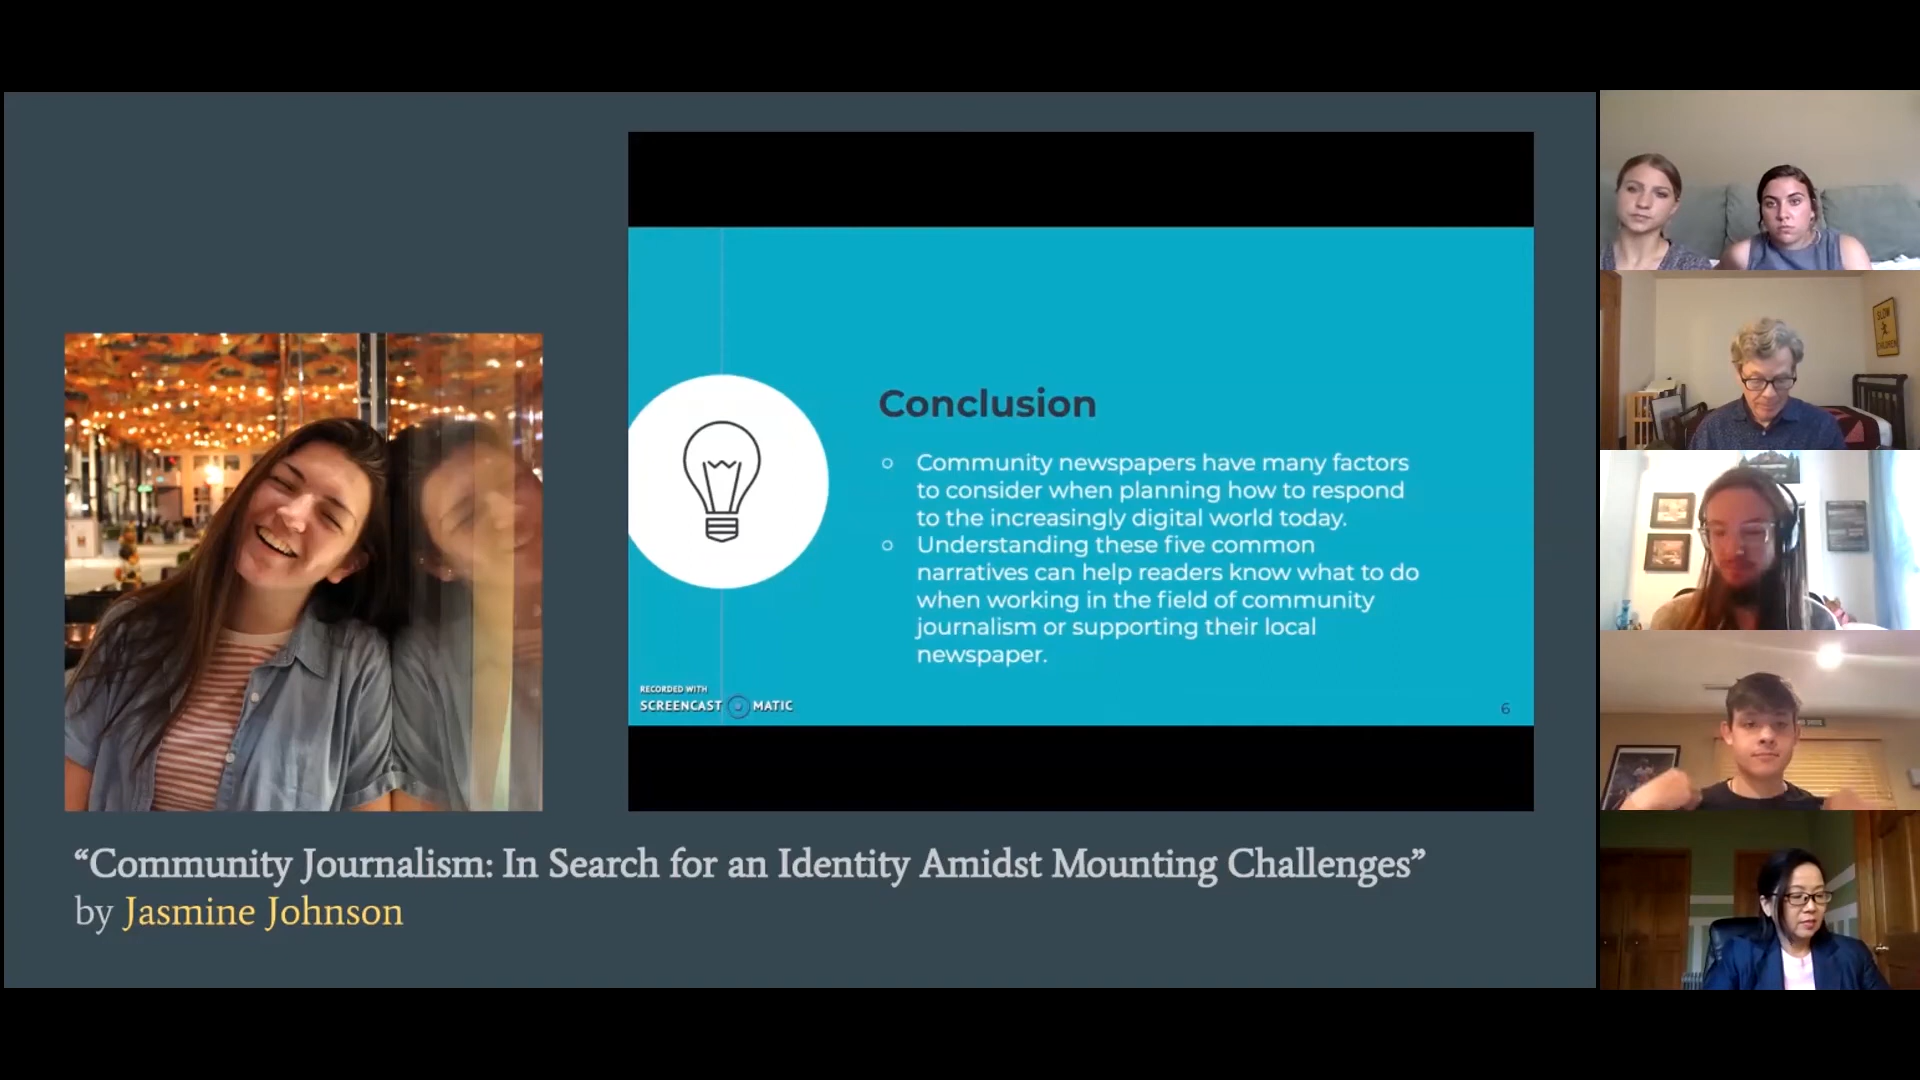 Conclusion
○ Community newspapers have many factors
to consider when planning how to respond
to the increasingly digital world today.
○ Understanding these five common
narratives can help readers know what to do
when working in the field of community
journalism or supporting their local
newspaper.
RECORDED WITH
SCREENCAST MATIC
6
“Community Journalism: In Search for an Identity Amidst Mounting Challenges”
by Jasmine Johnson
SLOW
CHILDREN